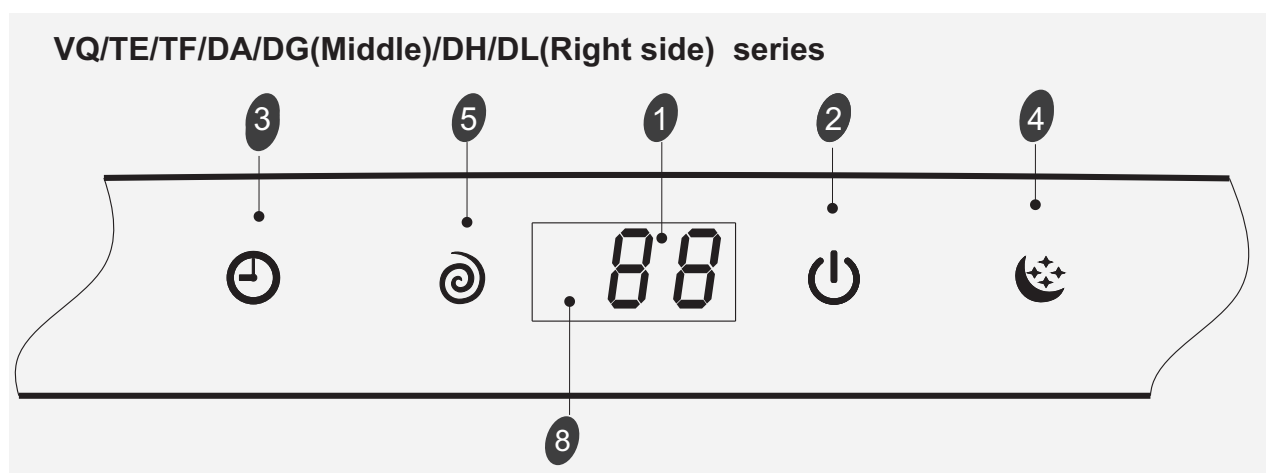 VQ/TE/TF/DA/DG(Middle)/DH/DL(Right side) series
3 5 1 2 4
88
8